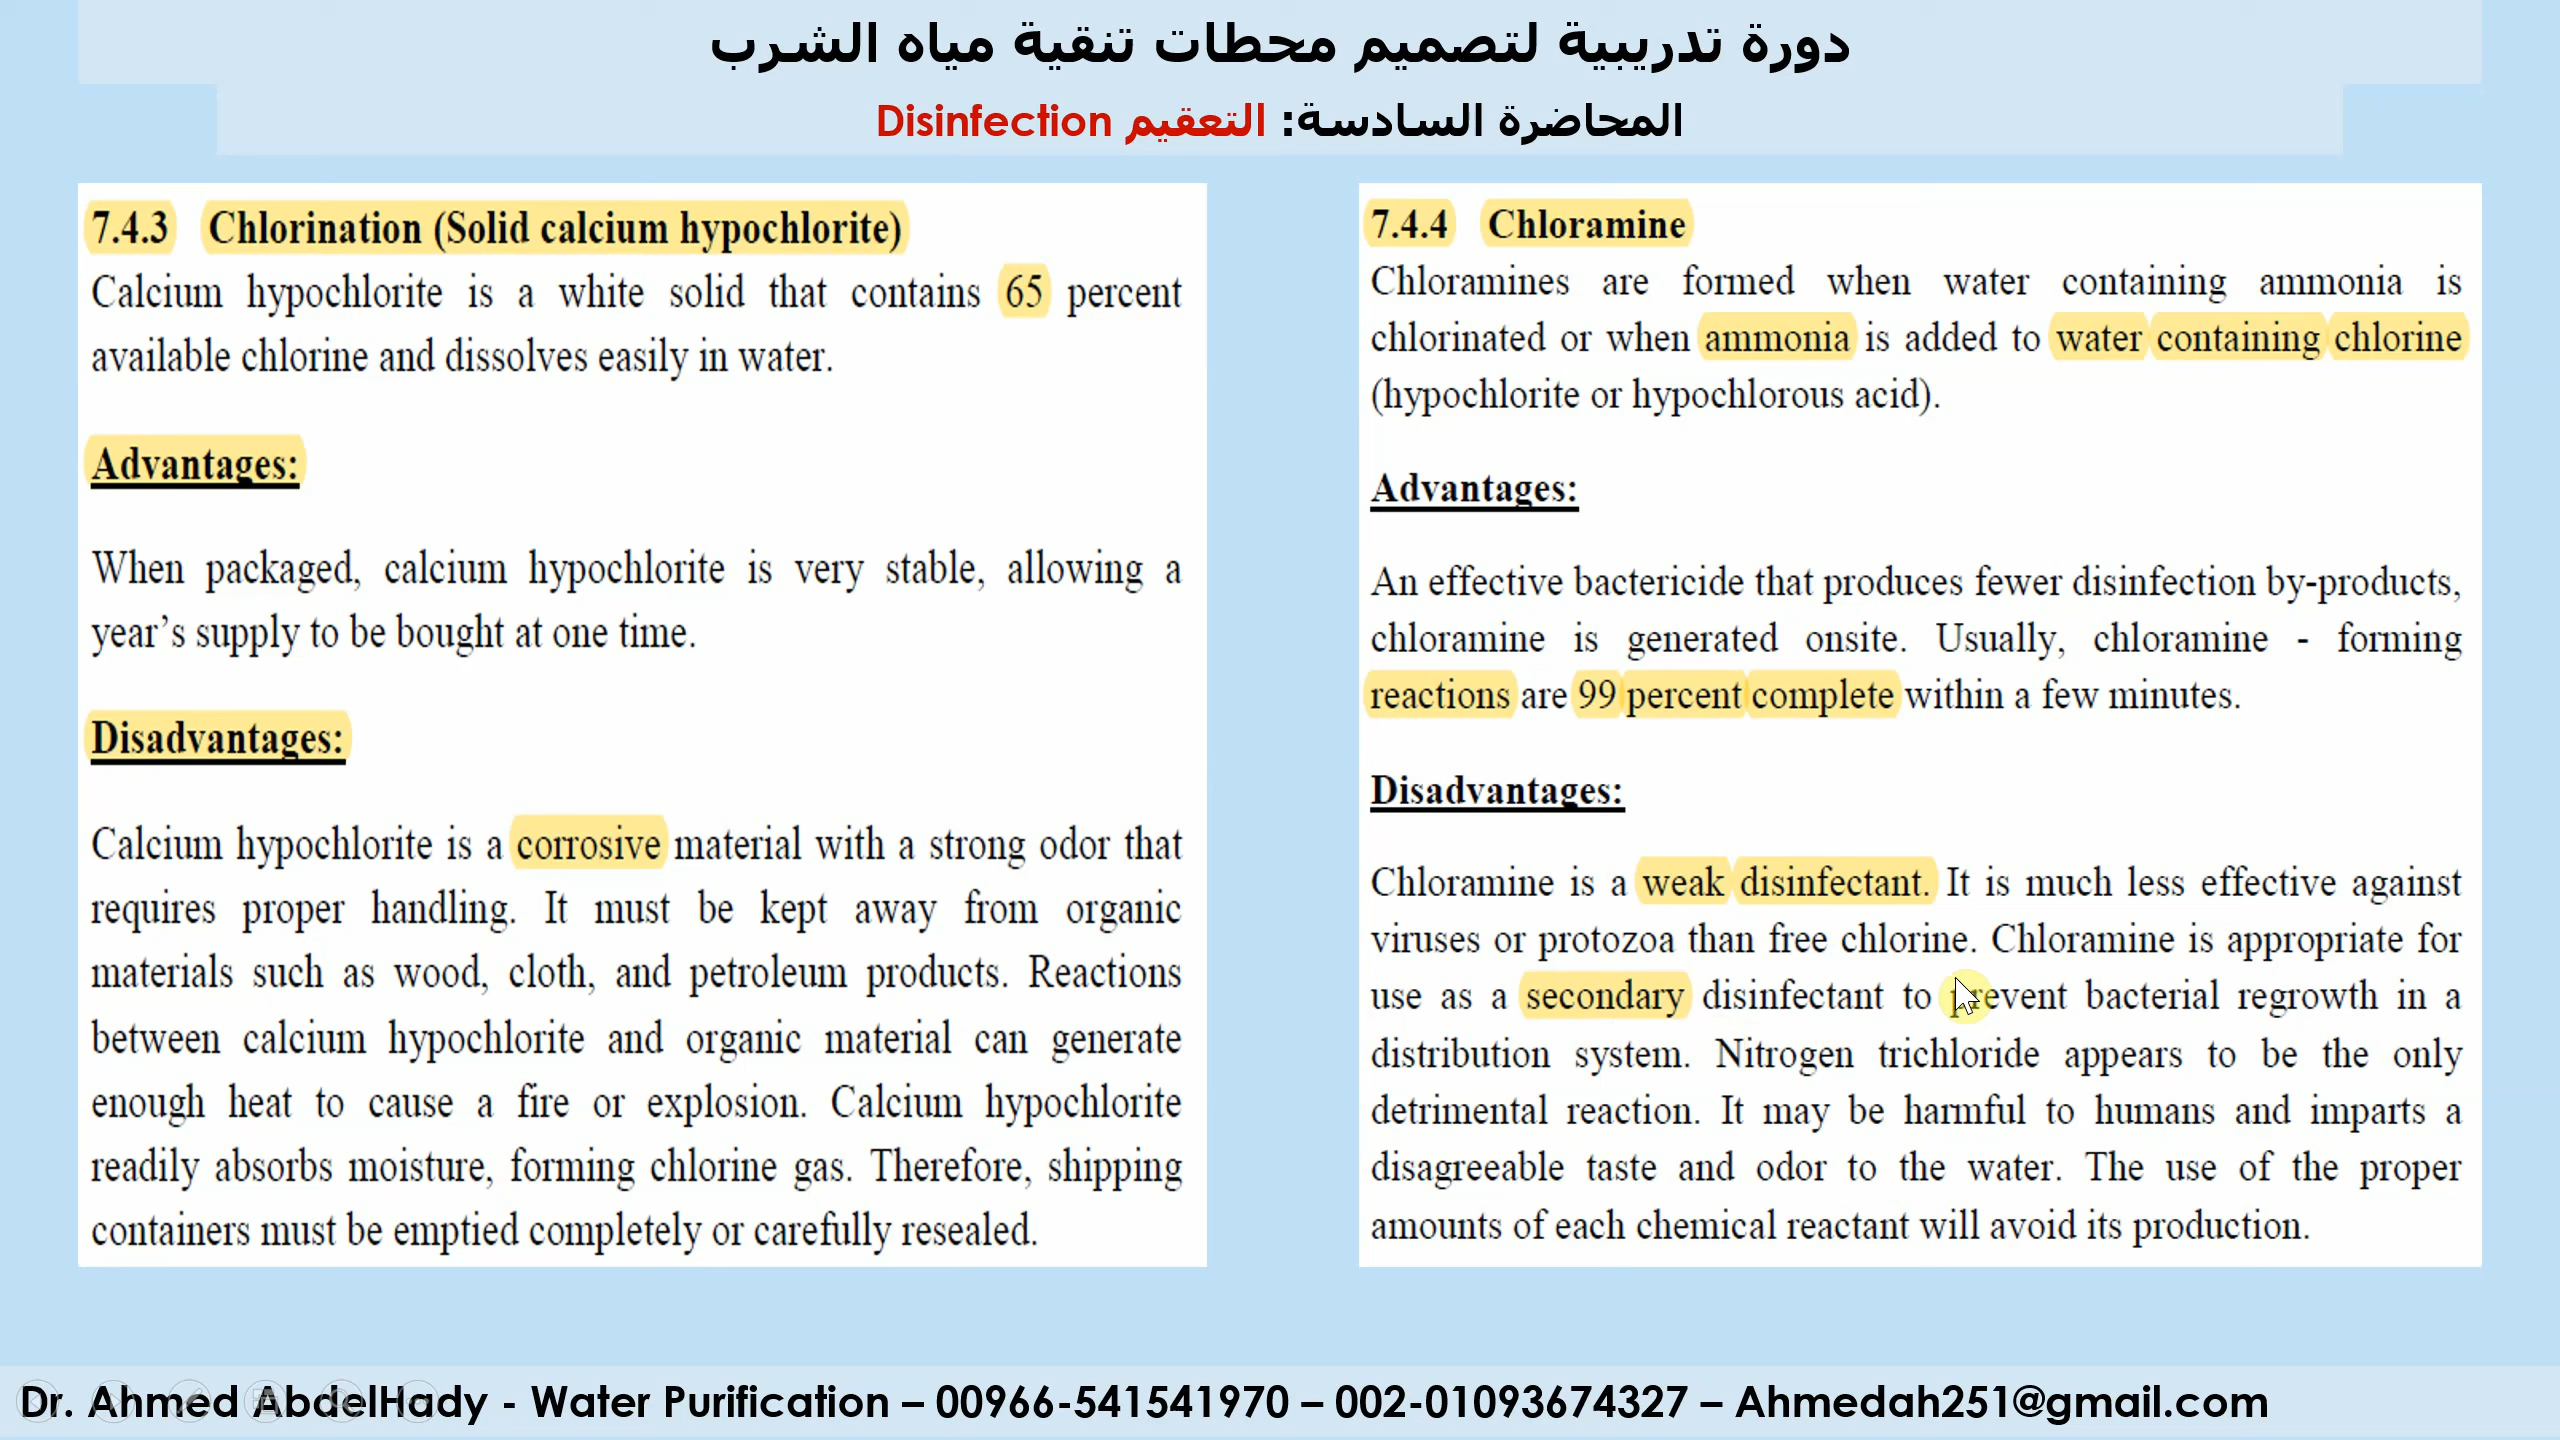 دورة تدريبية لتصميم محطات تنقية مياه الشرب
المحاضرة السادسة: التعقيم Disinfection
7.4.3 Chlorination (Solid calcium hypochlorite)
Calcium hypochlorite is a white solid that contains 65 percent
available chlorine and dissolves easily in water.
Advantages:
When packaged, calcium hypochlorite is very stable, allowing a
year’s supply to be bought at one time.
Disadvantages:
Calcium hypochlorite is a corrosive material with a strong odor that
requires proper handling. It must be kept away from organic
materials such as wood, cloth, and petroleum products. Reactions
between calcium hypochlorite and organic material can generate
enough heat to cause a fire or explosion. Calcium hypochlorite
readily absorbs moisture, forming chlorine gas. Therefore, shipping
containers must be emptied completely or carefully resealed.
7.4.4 Chloramine
Chloramines are formed when water containing ammonia is
chlorinated or when ammonia is added to water containing chlorine
(hypochlorite or hypochlorous acid).
Advantages:
An effective bactericide that produces fewer disinfection by-products,
chloramine is generated onsite. Usually, chloramine - forming
reactions are 99 percent complete within a few minutes.
Disadvantages:
Chloramine is a weak disinfectant. It is much less effective against
viruses or protozoa than free chlorine. Chloramine is appropriate for
use as a secondary disinfectant to prevent bacterial regrowth in a
distribution system. Nitrogen trichloride appears to be the only
detrimental reaction. It may be harmful to humans and imparts a
disagreeable taste and odor to the water. The use of the proper
amounts of each chemical reactant will avoid its production.
Dr. Ahmed AbdelHady - Water Purification – 00966-541541970 – 002-01093674327 – Ahmedah251@gmail.com